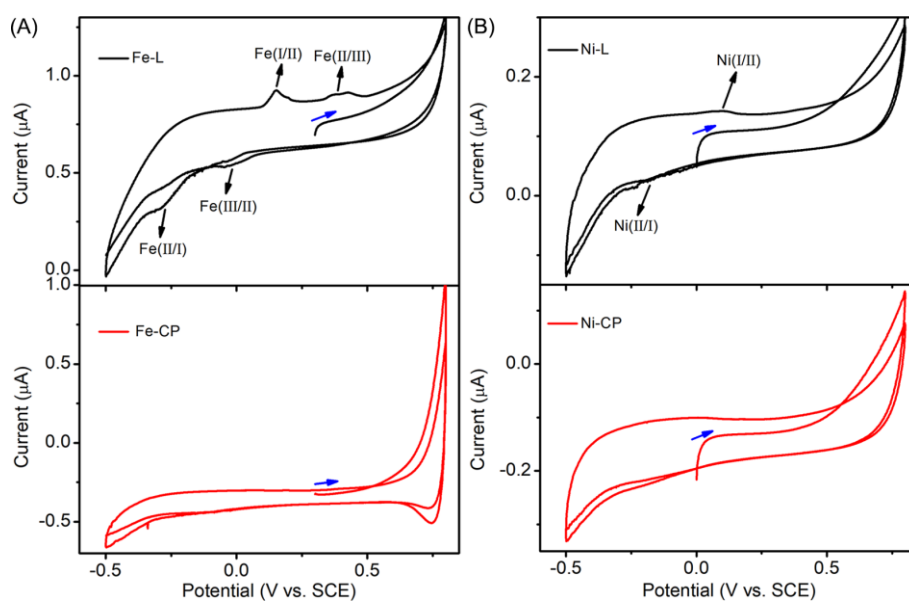 (A)
Fe-L
Fe(I/II)
Fe(II/III)
Fe(III/II)
Fe(II/I)
1.0
0.5
0.0
Current (μA)
Fe-CP
1.0
0.5
0.0
-0.5
Current (μA)
-0.5
0.0
0.5
Potential (V vs. SCE)
(B)
Ni-L
Ni(I/II)
Ni(II/I)
0.2
0.0
Current (μA)
Ni-CP
0.0
-0.2
Current (μA)
-0.5
0.0
0.5
Potential (V vs. SCE)